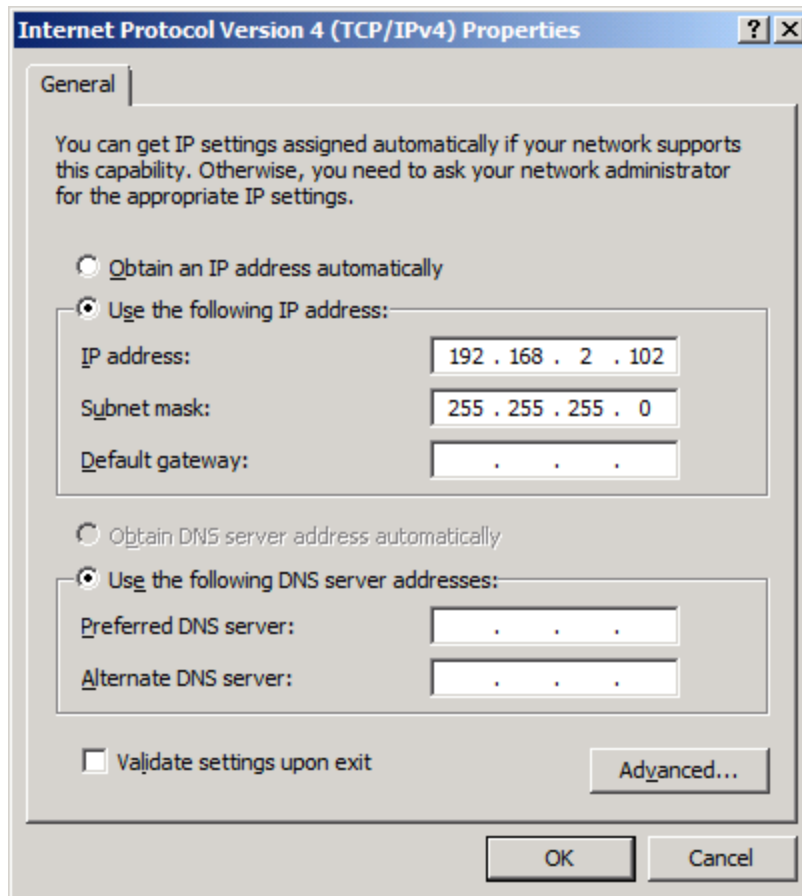 Internet Protocol Version 4 (TCP/IPv4) Properties
General
You can get IP settings assigned automatically if your network supports
this capability. Otherwise, you need to ask your network administrator
for the appropriate IP settings.
Obtain an IP address automatically
Use the following IP address:
IP address: 192 . 168 . 2 . 102
Subnet mask: 255 . 255 . 255 . 0
Default gateway: . . .
Obtain DNS server address automatically
Use the following DNS server addresses:
Preferred DNS server: . . .
Alternate DNS server: . . .
Validate settings upon exit
Advanced...
OK Cancel